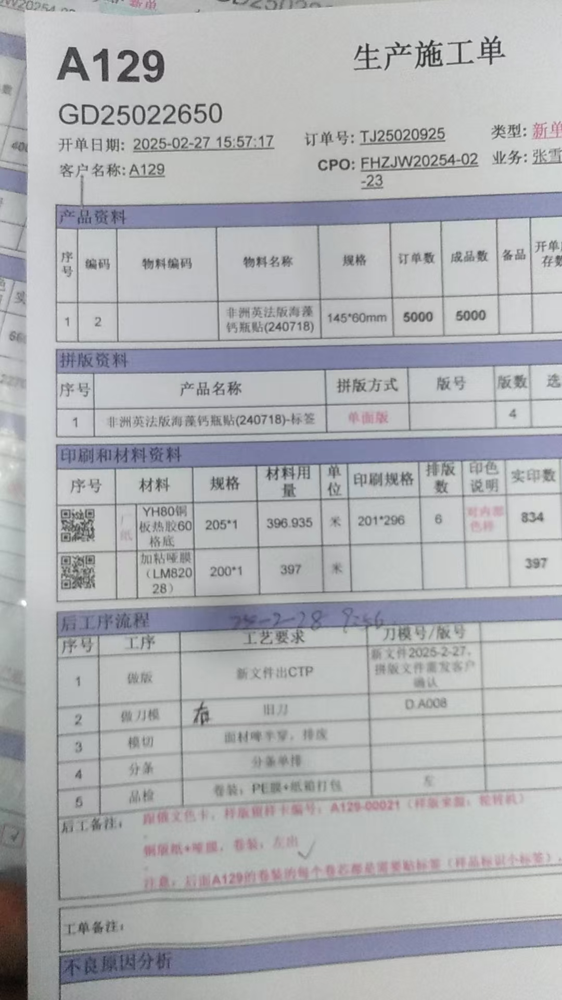 A129
生产施工单
GD25022650
开单日期: 2025-02-27 15:57:17 订单号: TJ25020925 类型: 新单
客户名称: A129 CPO: FHZJW20254-02 业务: 张雪
-23
产品资料
序号 编码 物料编码 物料名称 规格 订单数 成品数 备品 开单
存数
1 2 非洲英法版海藻 145*60mm 5000 5000
钙瓶贴(240718)
拼版资料
序号 产品名称 拼版方式 版号 版数 选
1 非洲英法版海藻钙瓶贴(240718)-标签 单面版 4
印刷和材料资料
序号 材料 规格 材料用量 单位 印刷规格 排版数 印色说明 实印数
厂纸 YH80铜 205*1 396.935 米 201*296 6 对内部 834
板热胶60 色样
格底
加粘哑膜 200*1 397 米 397
(LM820
28)
后工序流程 25-2-28 9:56
序号 工序 工艺要求 刀模号/版号
1 做版 新文件出CTP 新文件2025-2-27,
拼版文件需发客户
确认
2 做刀模 有 旧刀 D.A008
3 模切 面材啤半穿，排废
4 分条 分条单排
5 品检 卷装，PE膜+纸箱打包 左
后工备注: 跟俄文色卡，样版留样卡编号: A129-00021（样版来源: 轮转机）
铜版纸+哑膜，卷装，左出
注意: 后面A129的卷装的每个卷芯都是需要贴标签（样品标识个标签）
工单备注:
不良原因分析